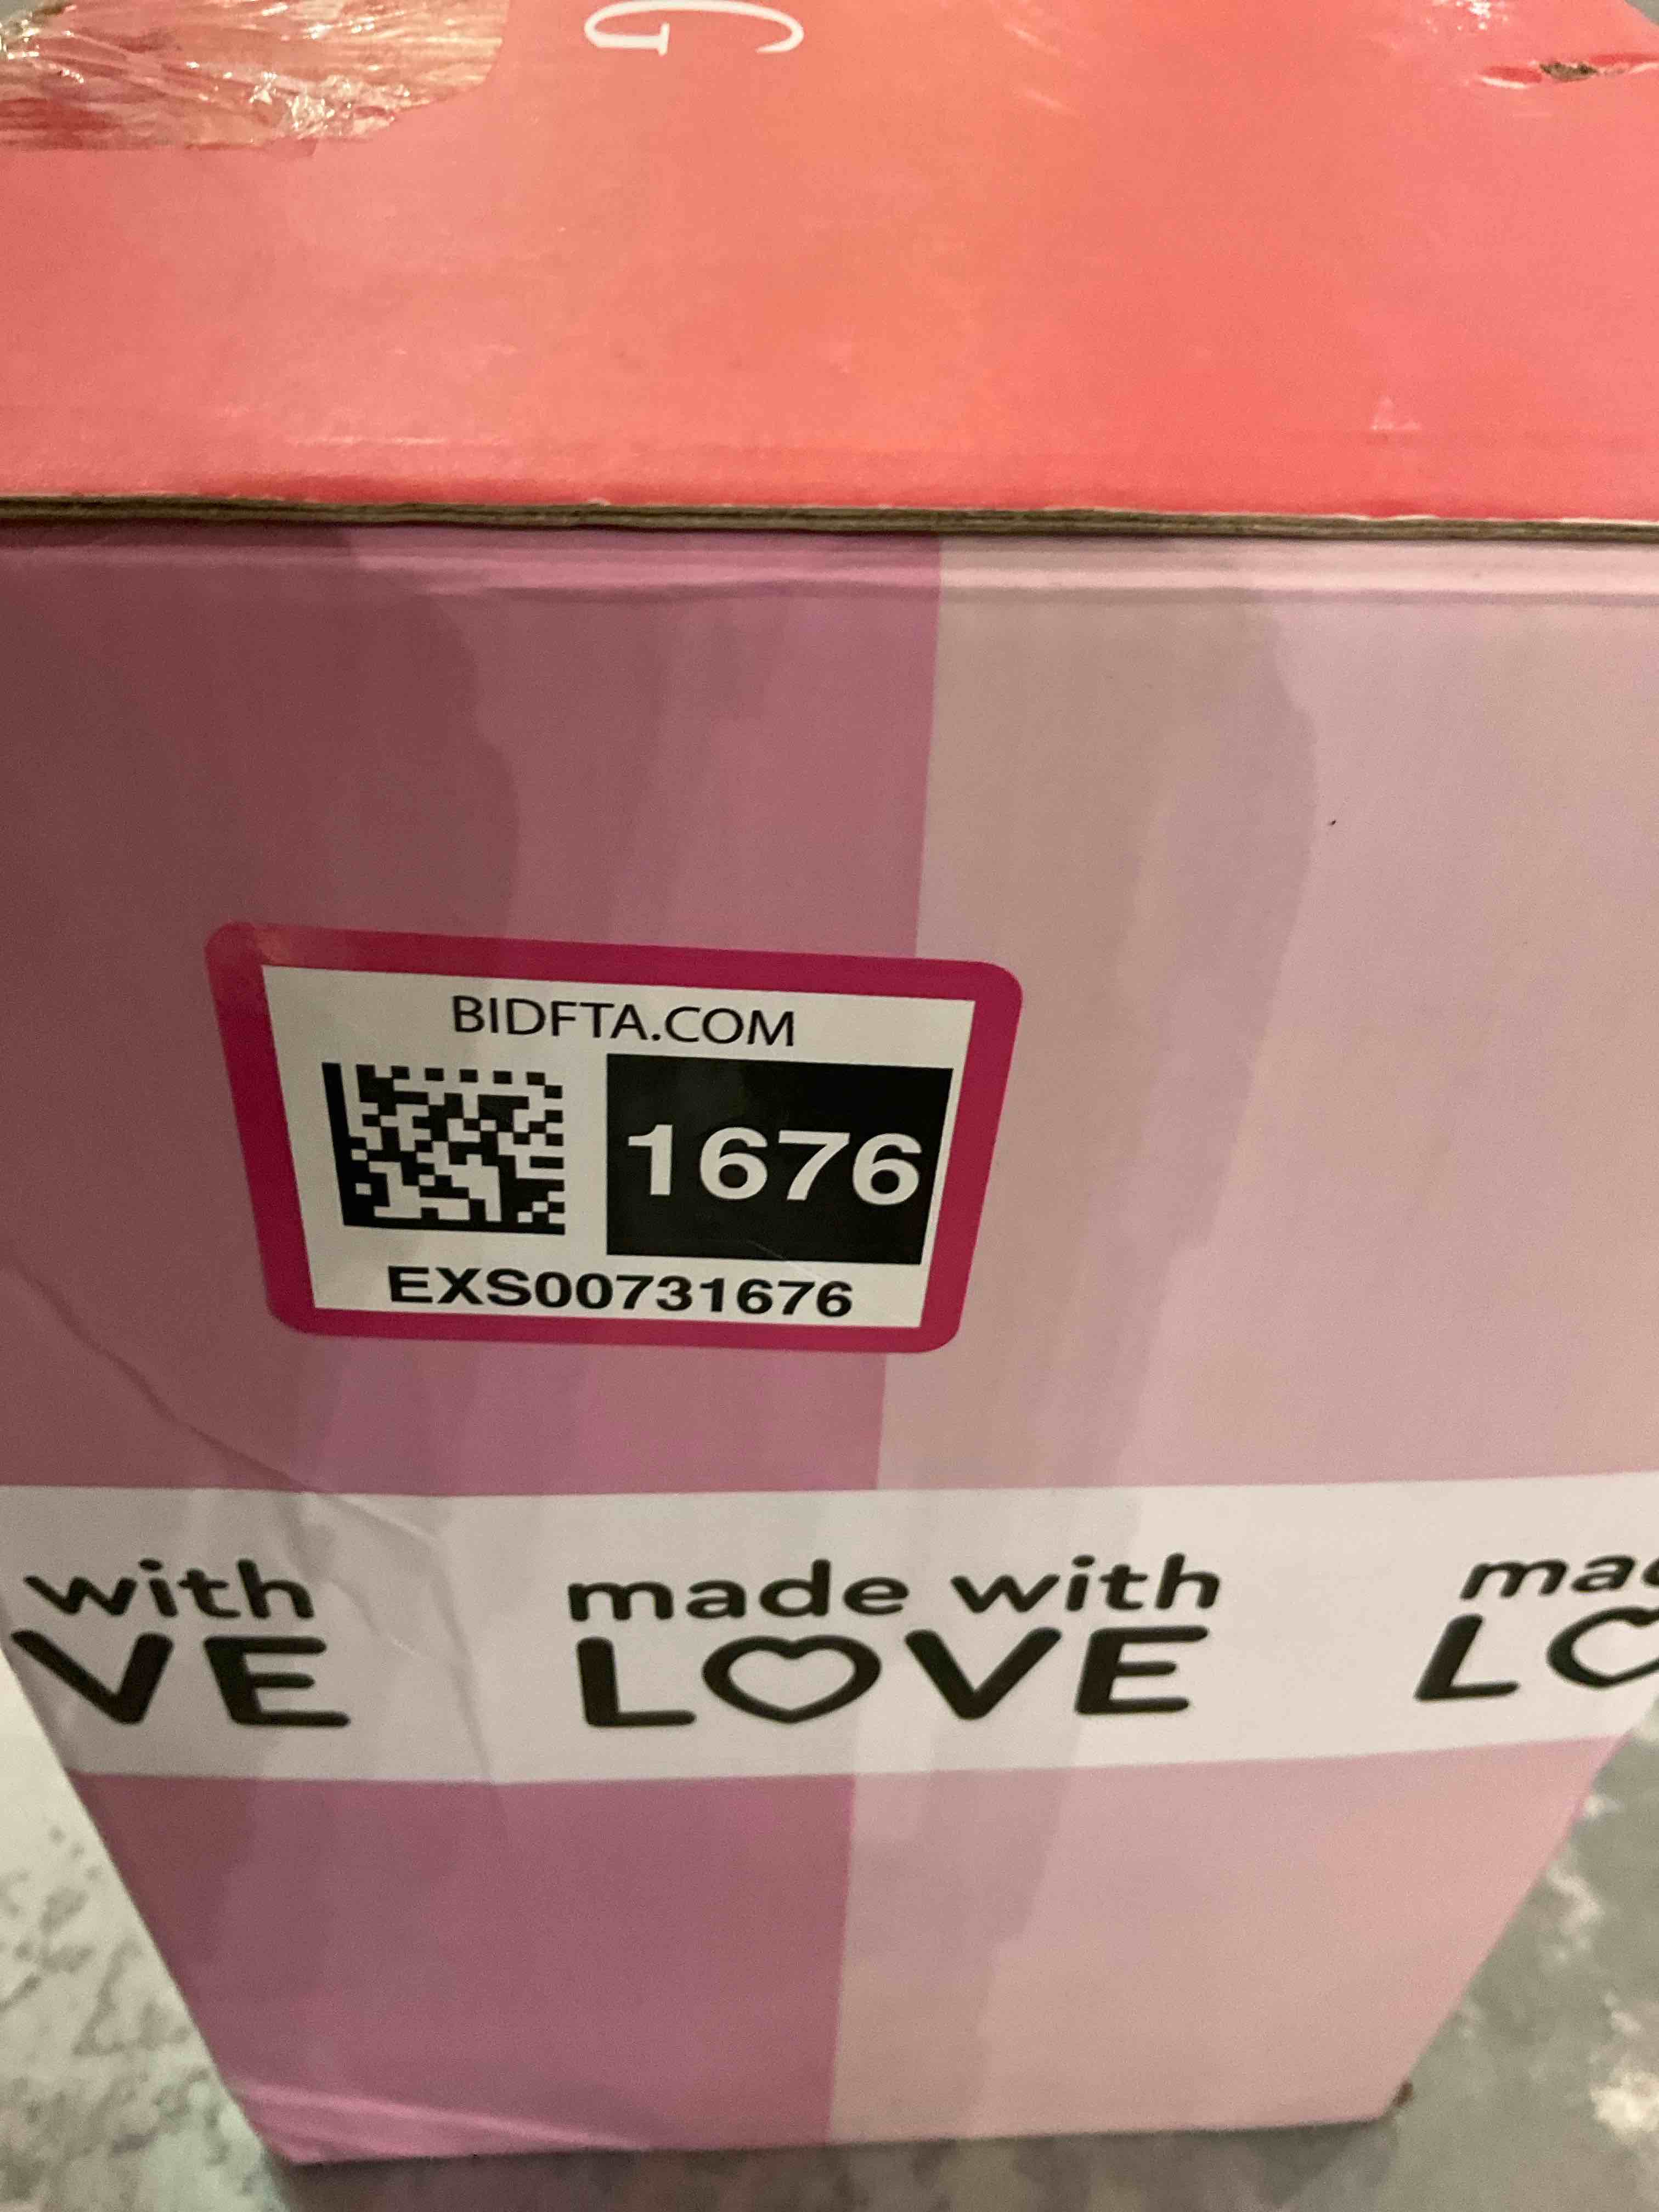 G
BIDFTA.COM
1676
EXS00731676
with made with
VE LOVE